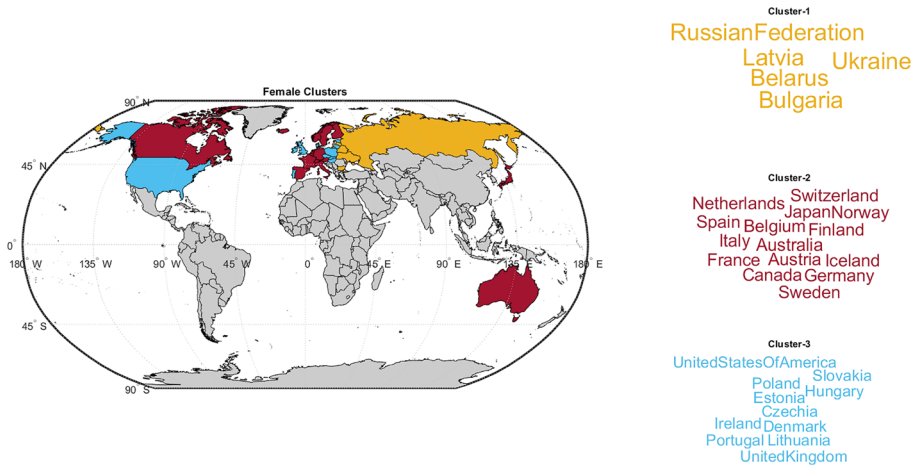 Female Clusters
90° N
45° N
0°
180° W 135° W 90° W 45° W 0° 45° E 90° E 135° E 180° E
45° S
90° S
Cluster-1
RussianFederation
Latvia Ukraine
Belarus
Bulgaria
Cluster-2
Netherlands Switzerland
JapanNorway
Spain Belgium Finland
Italy Australia
France Austria Iceland
Canada Germany
Sweden
Cluster-3
UnitedStatesOfAmerica
Poland Slovakia
Estonia Hungary
Czechia
Ireland Denmark
Portugal Lithuania
UnitedKingdom